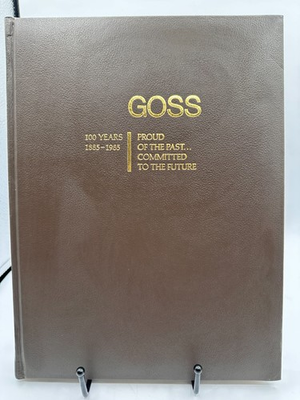 GOSS
100 YEARS
1885-1985
PROUD
OF THE PAST...
COMMITTED
TO THE FUTURE